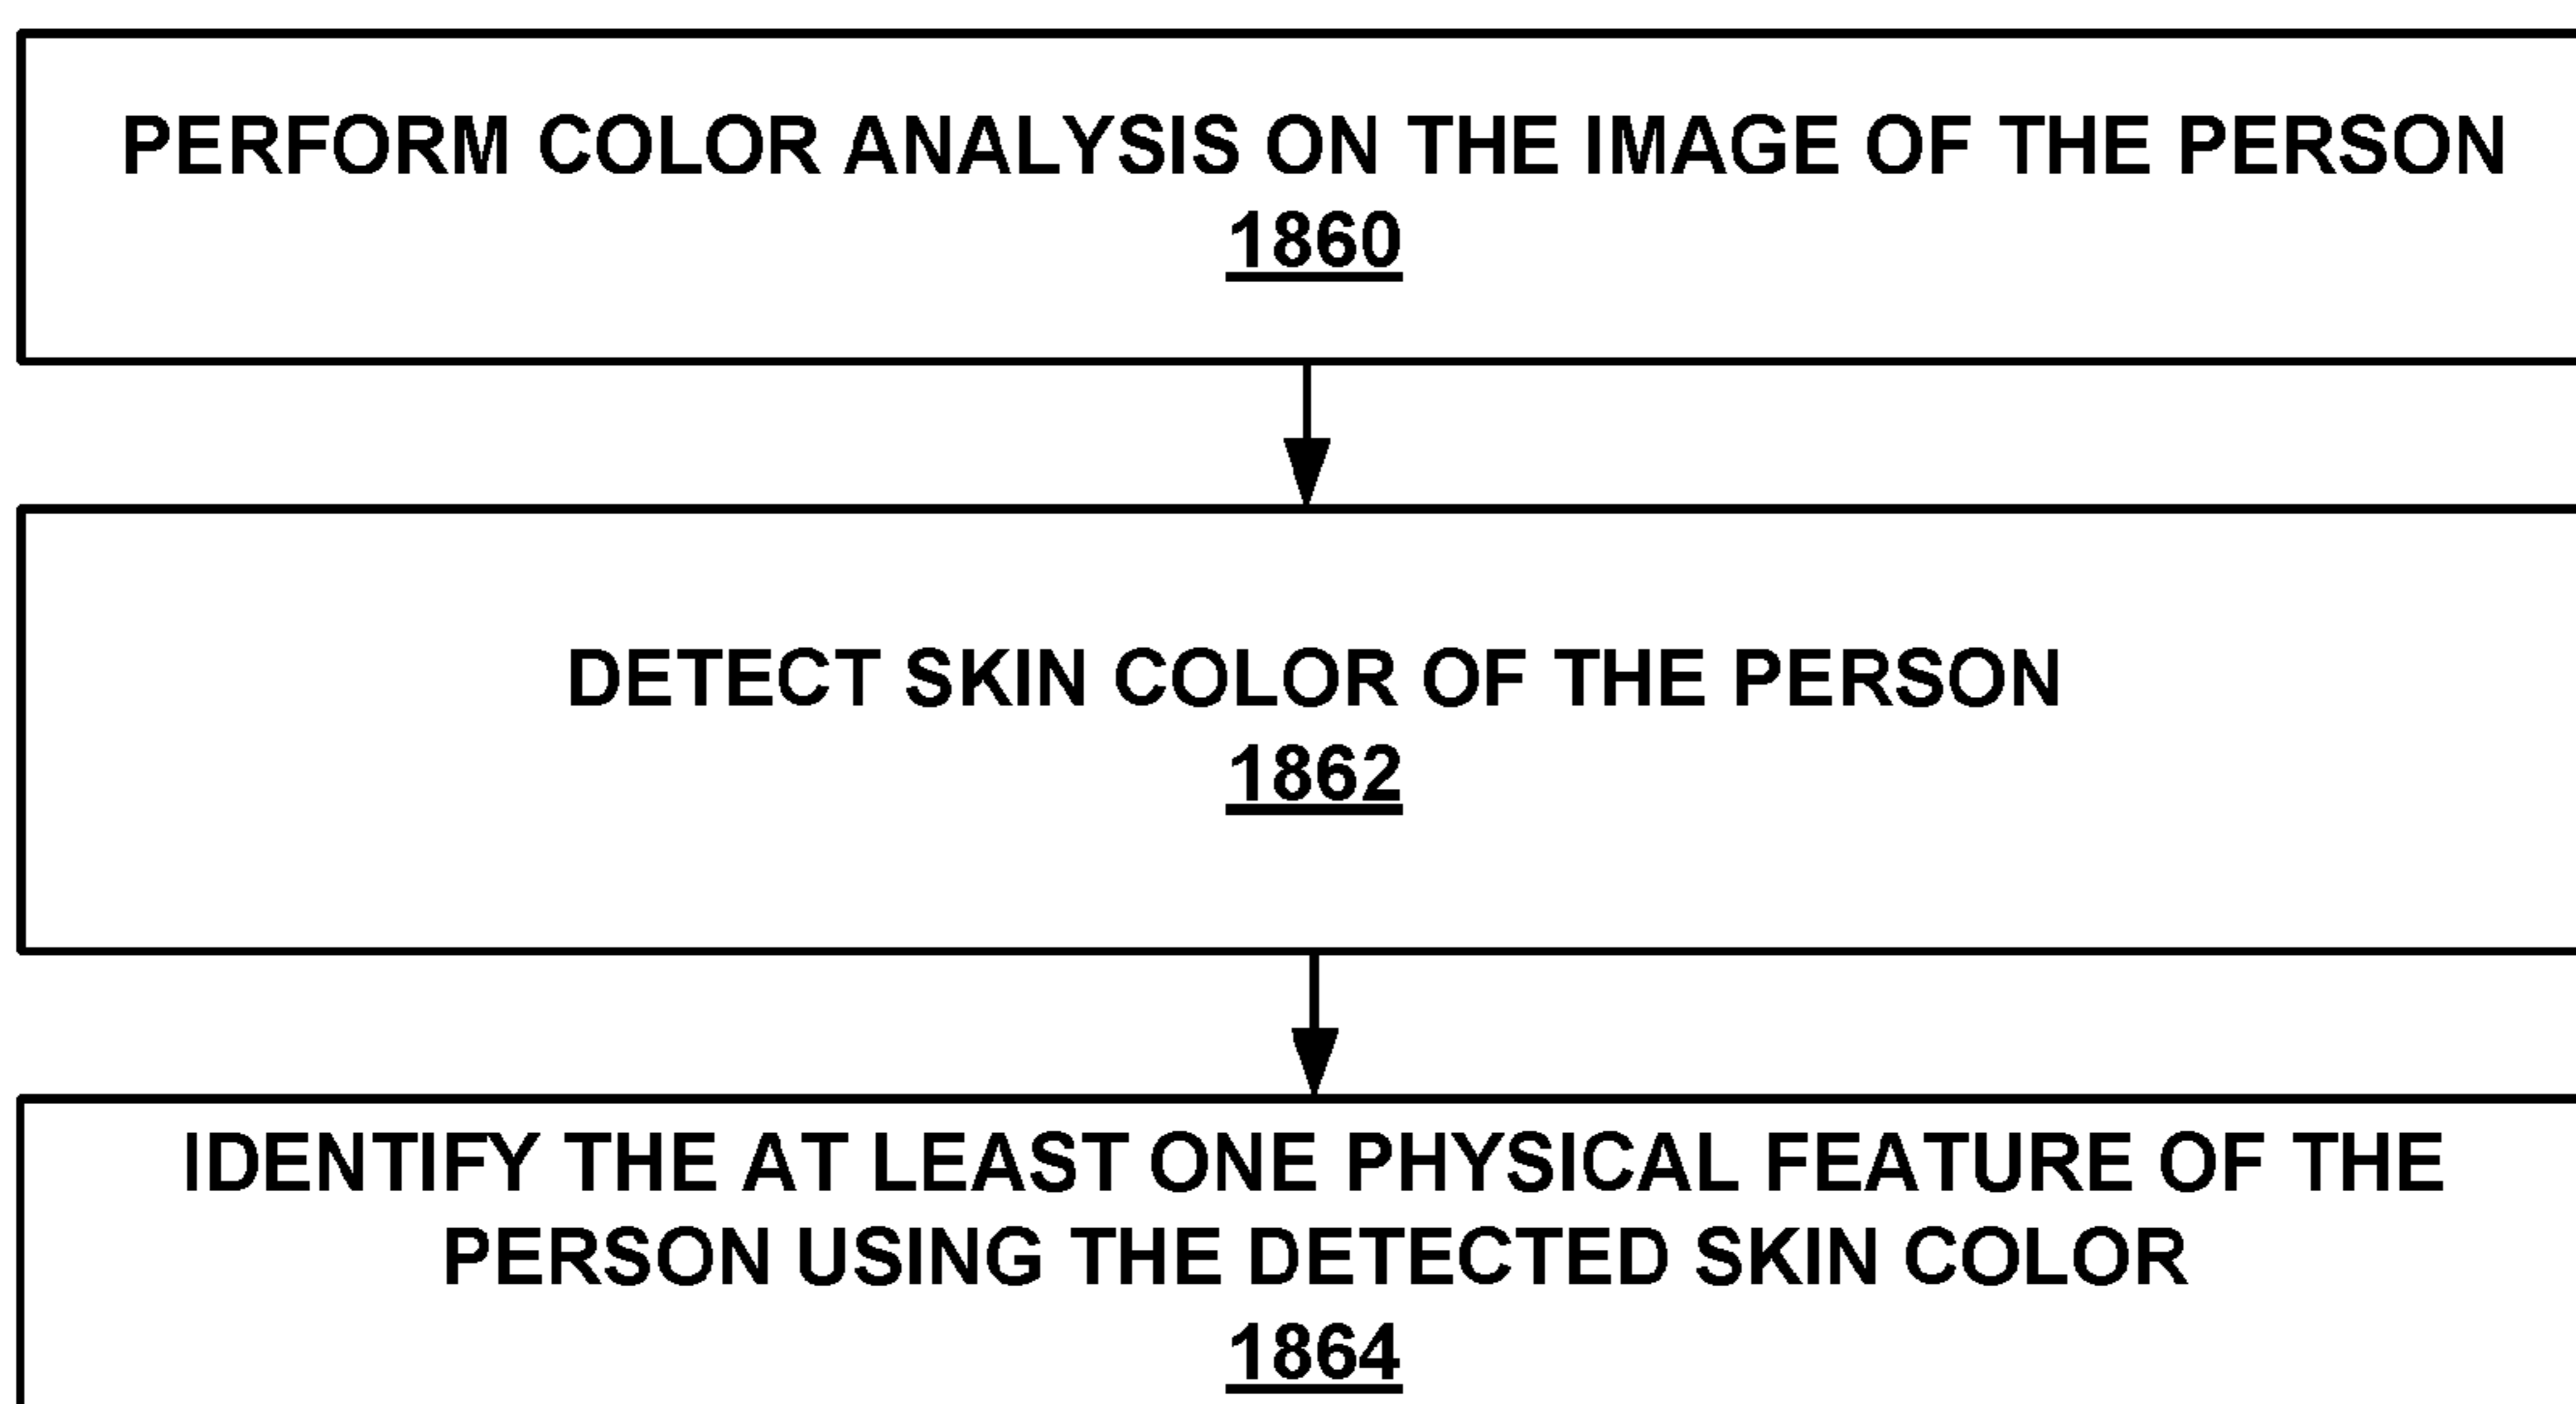 PERFORM COLOR ANALYSIS ON THE IMAGE OF THE PERSON
1860
DETECT SKIN COLOR OF THE PERSON
1862
IDENTIFY THE AT LEAST ONE PHYSICAL FEATURE OF THE
PERSON USING THE DETECTED SKIN COLOR
1864